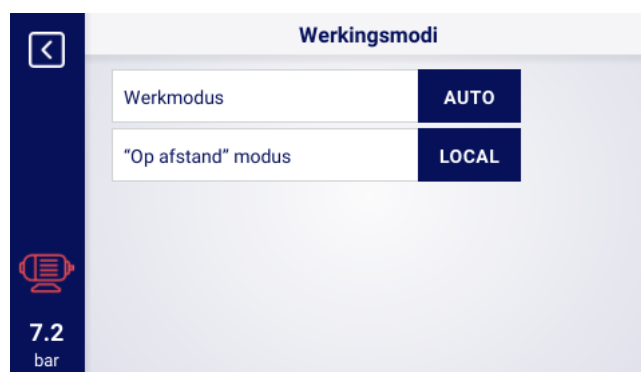 Werkingsmodi
Werkmodus AUTO
“Op afstand” modus LOCAL
7.2
bar